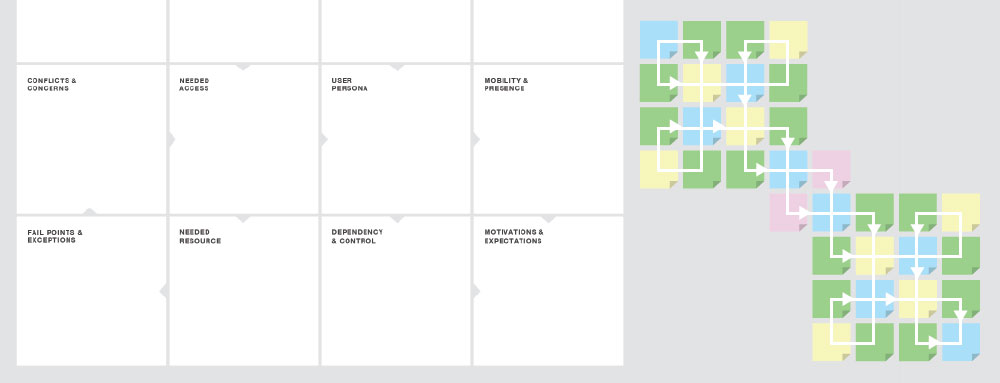 CONFLICTS &
CONCERNS
NEEDED
ACCESS
USER
PERSONA
MOBILITY &
PRESENCE
FAIL POINTS &
EXCEPTIONS
NEEDED
RESOURCE
DEPENDENCY
& CONTROL
MOTIVATIONS &
EXPECTATIONS